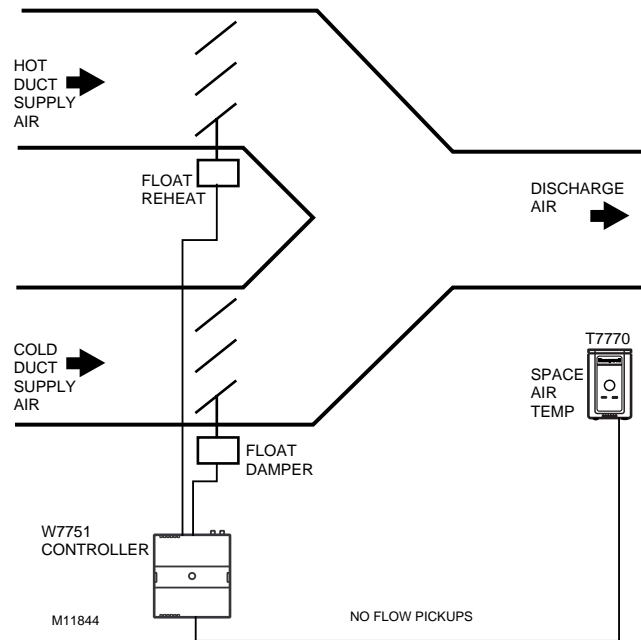 HOT
DUCT
SUPPLY
AIR
FLOAT
REHEAT
DISCHARGE
AIR
COLD
DUCT
SUPPLY
AIR
T7770
SPACE
AIR
TEMP
FLOAT
DAMPER
W7751
CONTROLLER
M11844
NO FLOW PICKUPS